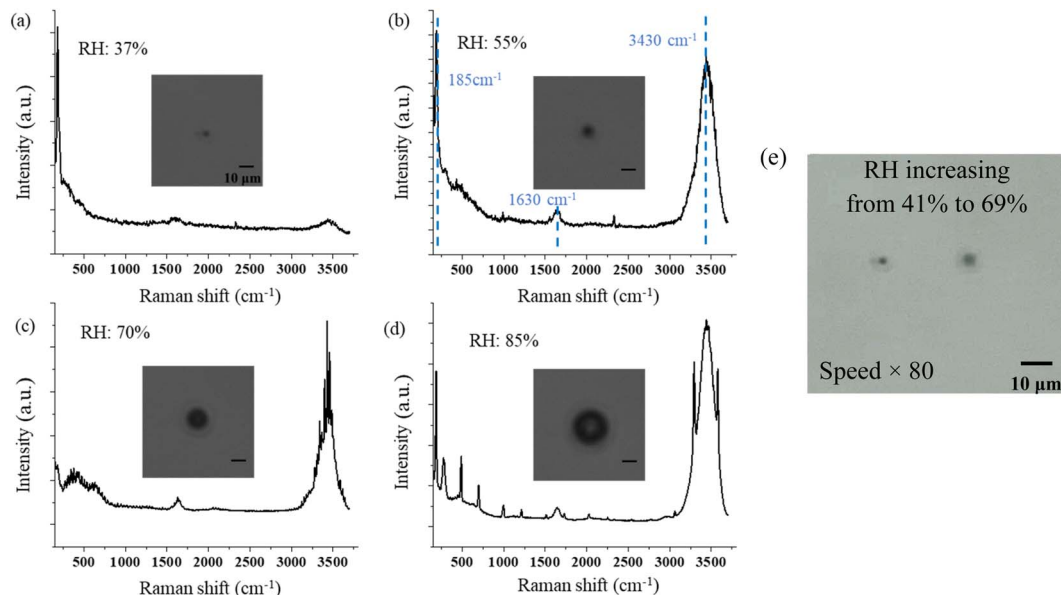 (a)
RH: 37%
10 μm
Intensity (a.u.)
500 1000 1500 2000 2500 3000 3500
Raman shift (cm-1)
(b)
RH: 55%
185cm-1
1630 cm-1
3430 cm-1
Intensity (a.u.)
500 1000 1500 2000 2500 3000 3500
Raman shift (cm-1)
(c)
RH: 70%
Intensity (a.u.)
500 1000 1500 2000 2500 3000 3500
Raman shift (cm-1)
(d)
RH: 85%
Intensity (a.u.)
500 1000 1500 2000 2500 3000 3500
Raman shift (cm-1)
(e)
RH increasing
from 41% to 69%
Speed × 80
10 μm